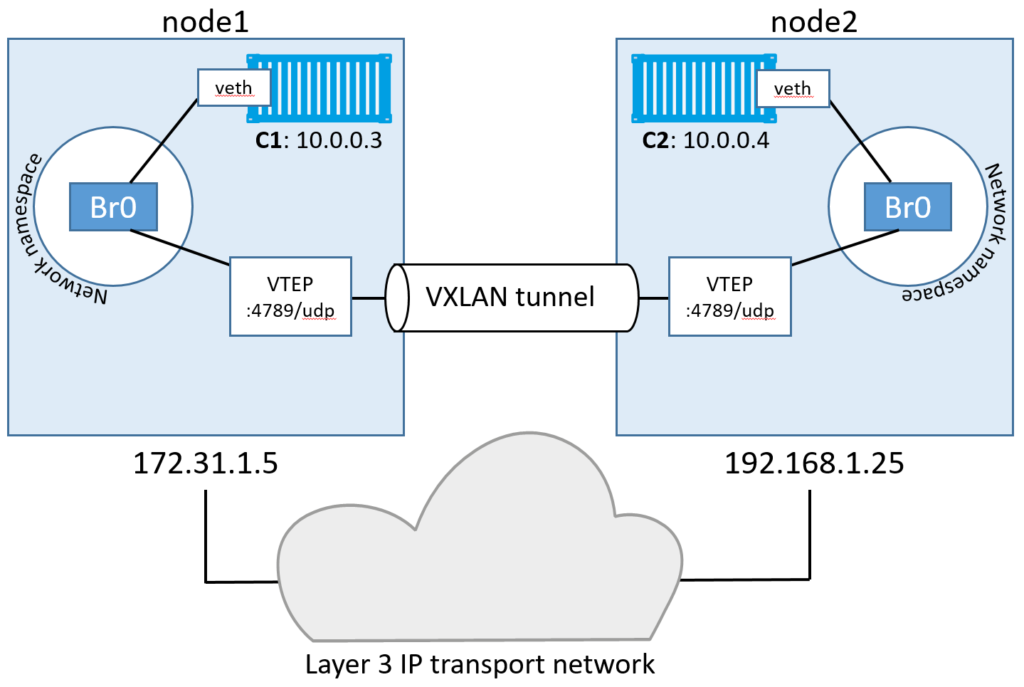 node1
node2
veth
veth
C1: 10.0.0.3
C2: 10.0.0.4
Network namespace
Network namespace
Br0
Br0
VTEP
:4789/udp
VXLAN tunnel
VTEP
:4789/udp
172.31.1.5
192.168.1.25
Layer 3 IP transport network